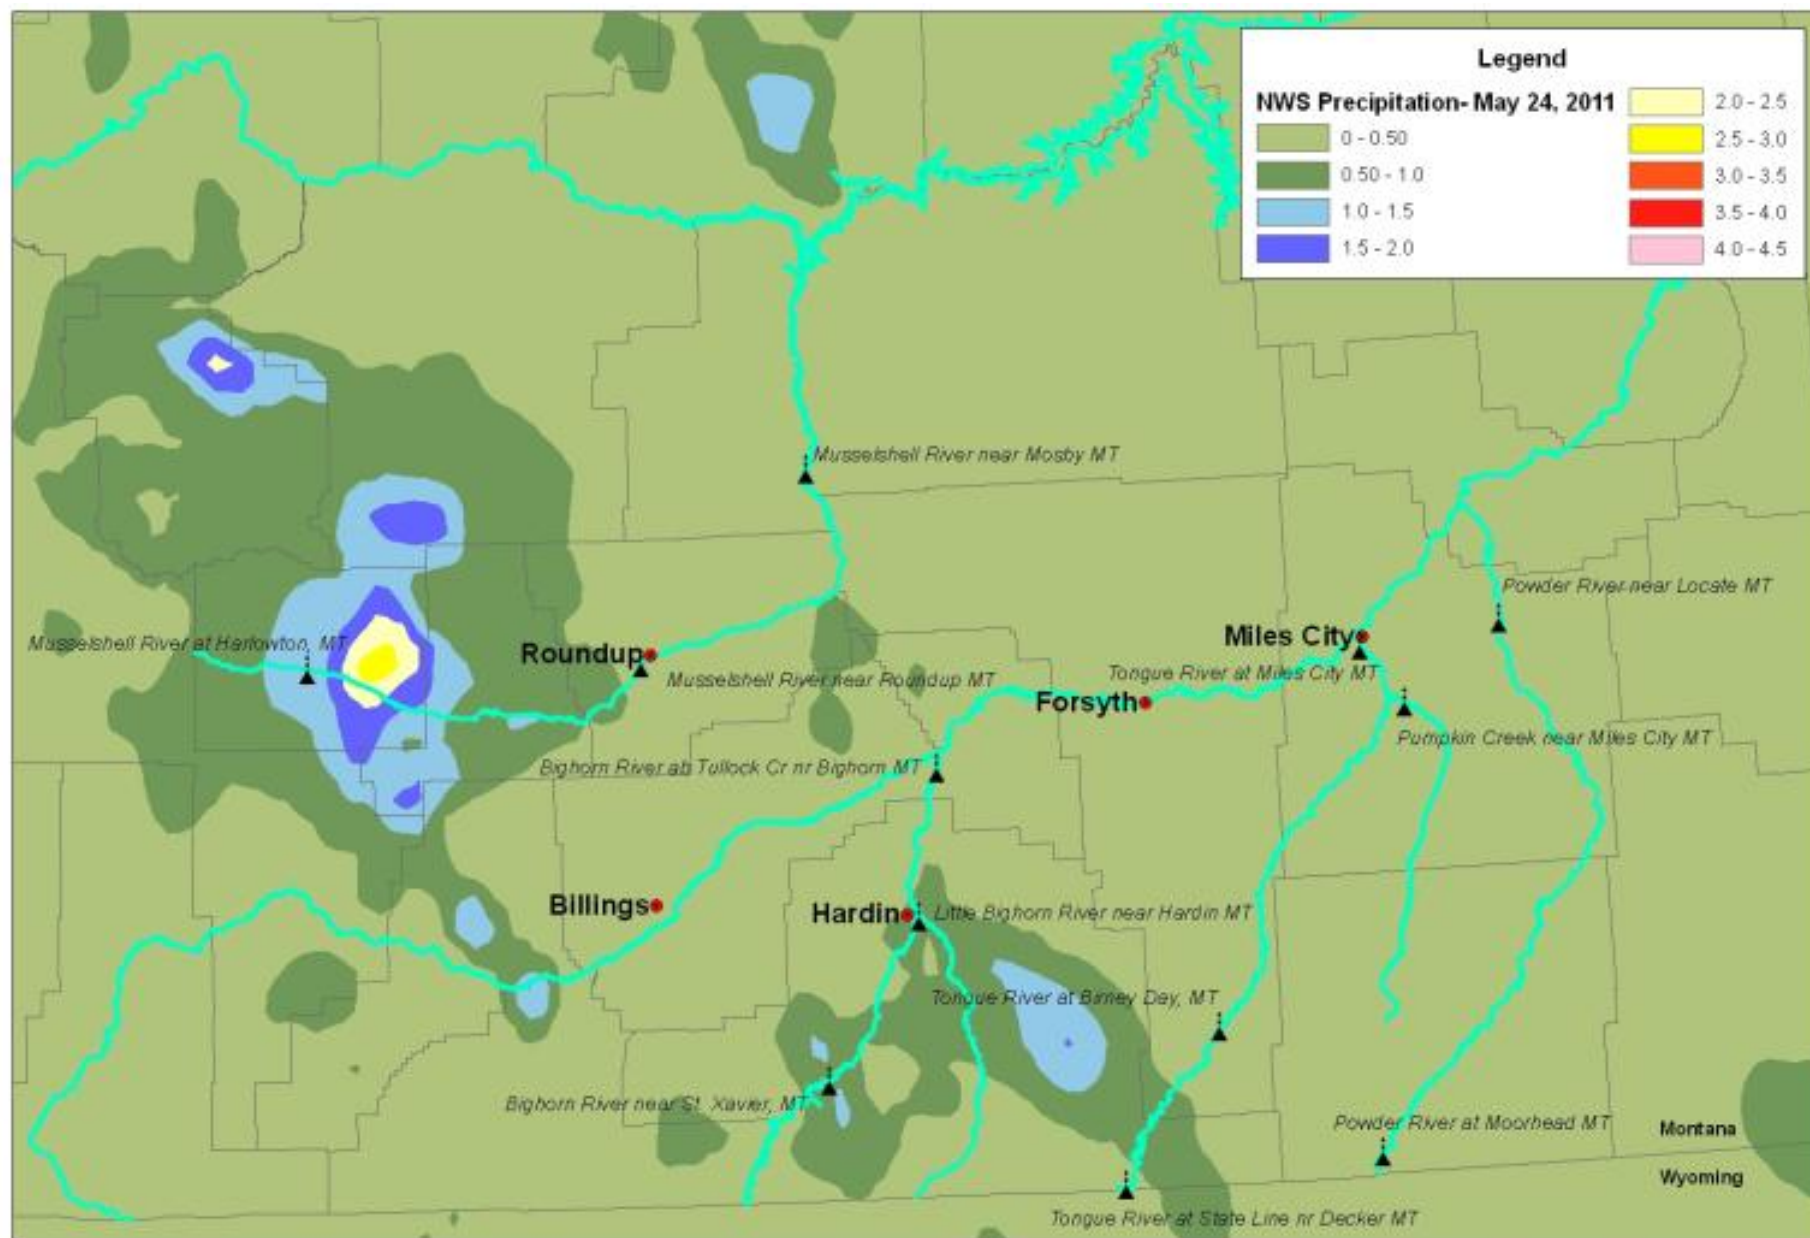 Legend
NWS Precipitation- May 24, 2011
0 - 0.50
0.50 - 1.0
1.0 - 1.5
1.5 - 2.0
2.0 - 2.5
2.5 - 3.0
3.0 - 3.5
3.5 - 4.0
4.0 - 4.5
Musselshell River near Mosby MT
Powder River near Locate MT
Musselshell River at Harlowton, MT
Roundup
Miles City
Musselshell River near Roundup MT
Tongue River at Miles City MT
Forsyth
Pumpkin Creek near Miles City MT
Bighorn River ab Tullock Cr nr Bighorn MT
Billings
Hardin
Little Bighorn River near Hardin MT
Tongue River at Birney Day, MT
Bighorn River near St. Xavier, MT
Powder River at Moorhead MT
Montana
Wyoming
Tongue River at State Line nr Decker MT